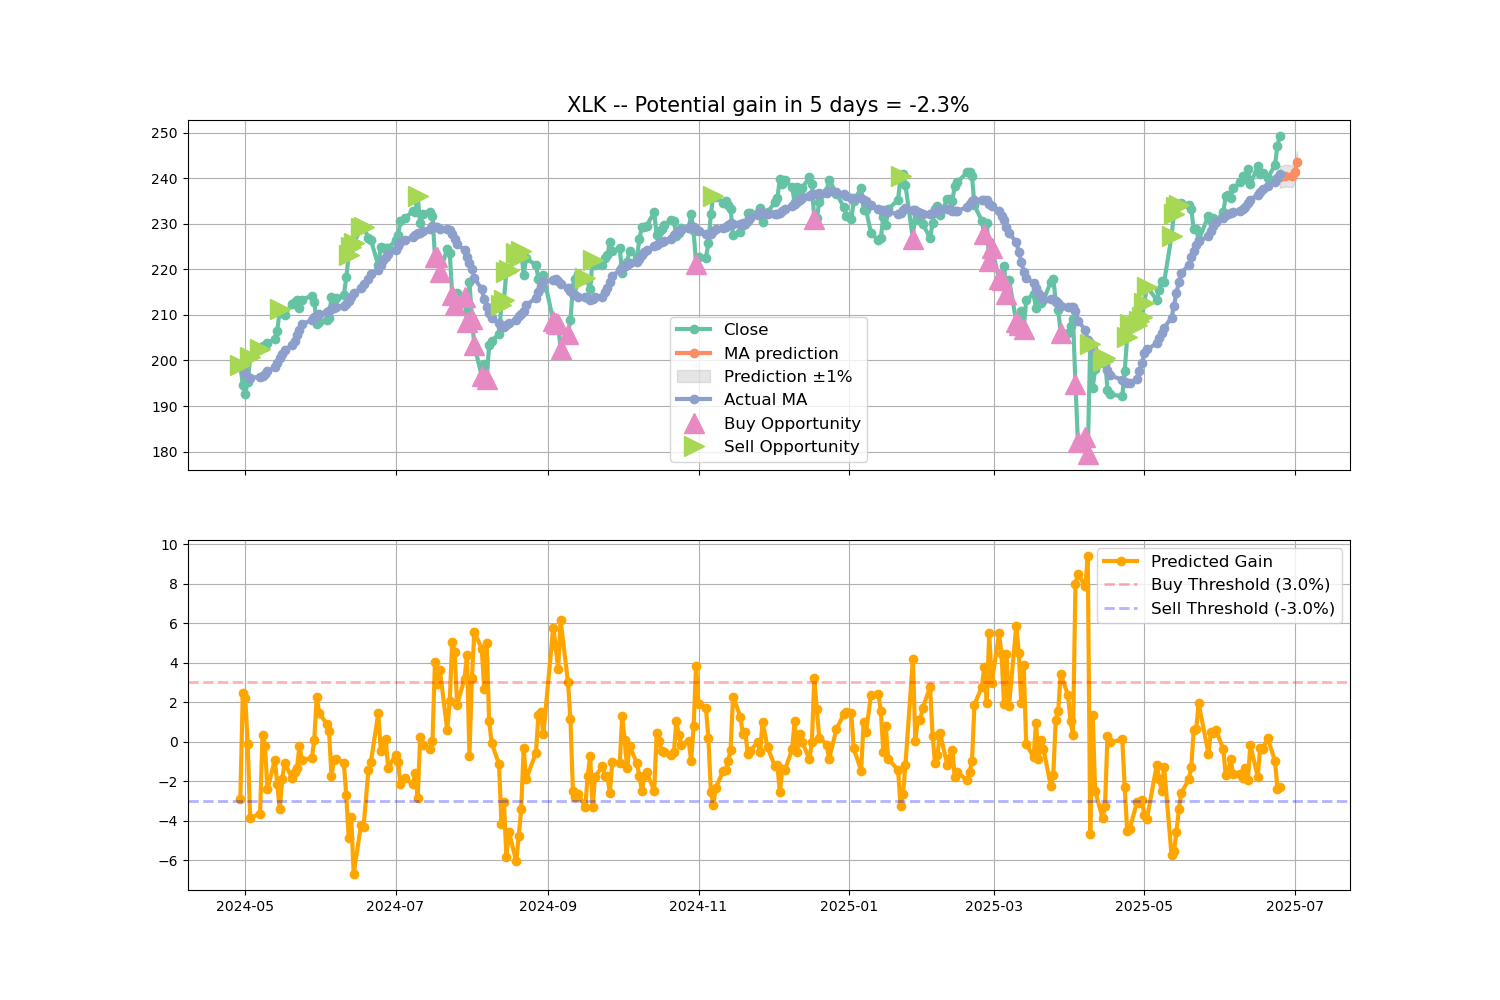 XLK -- Potential gain in 5 days = -2.3%
250
240
230
220
210
200
190
180
Close
MA prediction
Prediction ±1%
Actual MA
Buy Opportunity
Sell Opportunity
10
8
6
4
2
0
−2
−4
−6
Predicted Gain
Buy Threshold (3.0%)
Sell Threshold (-3.0%)
2024-05
2024-07
2024-09
2024-11
2025-01
2025-03
2025-05
2025-07